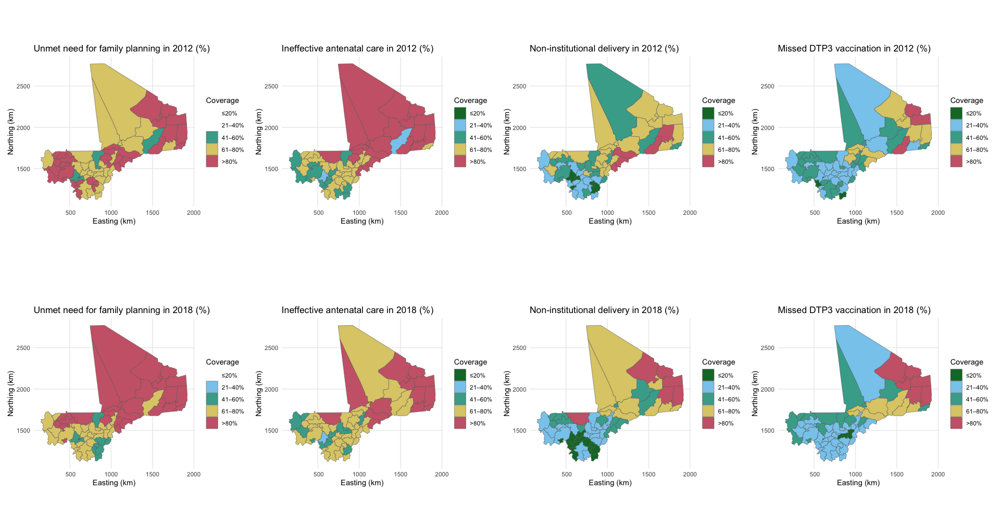 Unmet need for family planning in 2012 (%)
Northing (km)
2500
2000
1500
500 1000 1500 2000
Easting (km)
Coverage
≤20%
21–40%
41–60%
61–80%
>80%
Ineffective antenatal care in 2012 (%)
Northing (km)
2500
2000
1500
500 1000 1500 2000
Easting (km)
Coverage
≤20%
21–40%
41–60%
61–80%
>80%
Non-institutional delivery in 2012 (%)
Northing (km)
2500
2000
1500
500 1000 1500 2000
Easting (km)
Coverage
≤20%
21–40%
41–60%
61–80%
>80%
Missed DTP3 vaccination in 2012 (%)
Northing (km)
2500
2000
1500
500 1000 1500 2000
Easting (km)
Coverage
≤20%
21–40%
41–60%
61–80%
>80%
Unmet need for family planning in 2018 (%)
Northing (km)
2500
2000
1500
500 1000 1500 2000
Easting (km)
Coverage
≤20%
21–40%
41–60%
61–80%
>80%
Ineffective antenatal care in 2018 (%)
Northing (km)
2500
2000
1500
500 1000 1500 2000
Easting (km)
Coverage
≤20%
21–40%
41–60%
61–80%
>80%
Non-institutional delivery in 2018 (%)
Northing (km)
2500
2000
1500
500 1000 1500 2000
Easting (km)
Coverage
≤20%
21–40%
41–60%
61–80%
>80%
Missed DTP3 vaccination in 2018 (%)
Northing (km)
2500
2000
1500
500 1000 1500 2000
Easting (km)
Coverage
≤20%
21–40%
41–60%
61–80%
>80%